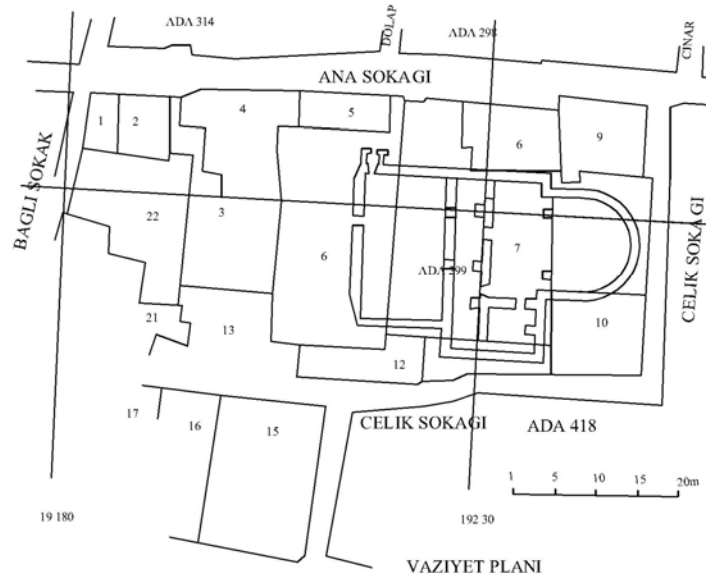 ADA 314
DOLAP
ADA 298
CINAR
ANA SOKAGI
1
2
4
5
6
9
BAGLI SOKAK
22
3
6
7
ADA 299
CELIK SOKAGI
21
13
12
10
17
16
15
CELIK SOKAGI
ADA 418
1 5 10 15 20m
19 180
192 30
VAZIYET PLANI